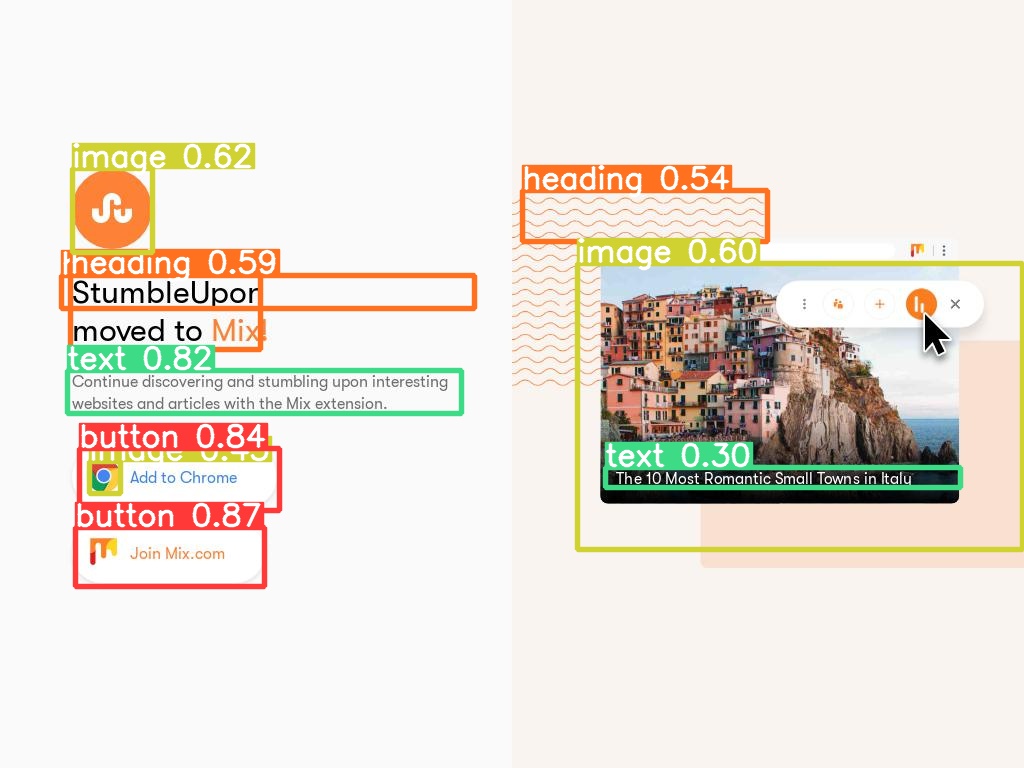 image 0.62
heading 0.59
StumbleUpon
moved to Mix!
text 0.82
Continue discovering and stumbling upon interesting
websites and articles with the Mix extension.
button 0.84
image 0.43
Add to Chrome
button 0.87
Join Mix.com
heading 0.54
image 0.60
text 0.30
The 10 Most Romantic Small Towns in Italy